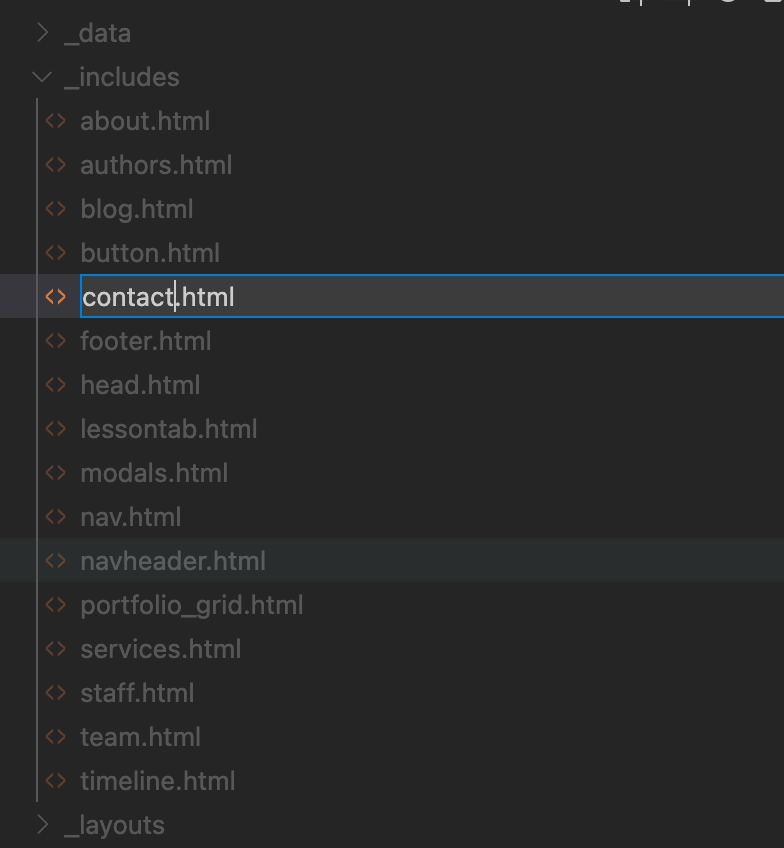 _data
_includes
about.html
authors.html
blog.html
button.html
contact.html
footer.html
head.html
lessontab.html
modals.html
nav.html
navheader.html
portfolio_grid.html
services.html
staff.html
team.html
timeline.html
_layouts